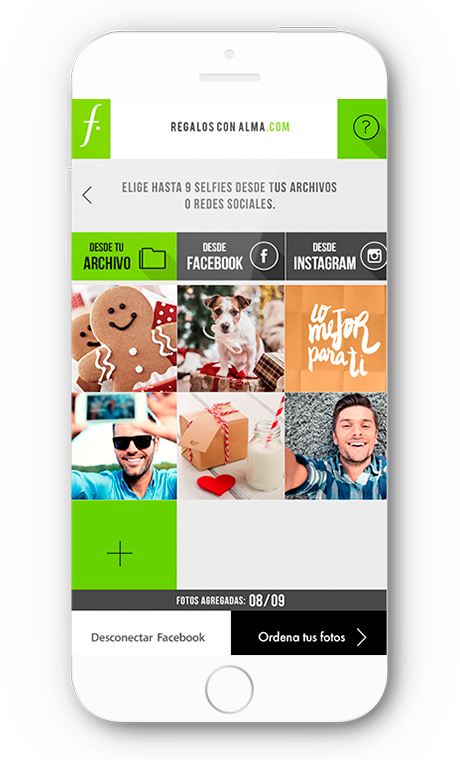 f.
REGALOS CON ALMA.COM
?
ELIGE HASTA 9 SELFIES DESDE TUS ARCHIVOS
O REDES SOCIALES.
DESDE TU
ARCHIVO
DESDE
FACEBOOK
f
DESDE
INSTAGRAM
lo
mejor
para ti
FOTOS AGREGADAS: 08/09
Desconectar Facebook
Ordena tus fotos